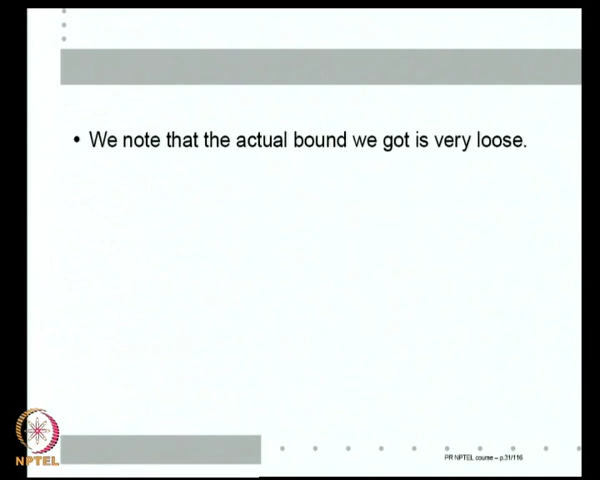 • We note that the actual bound we got is very loose.
NPTEL
PR NPTEL course – p.31/116